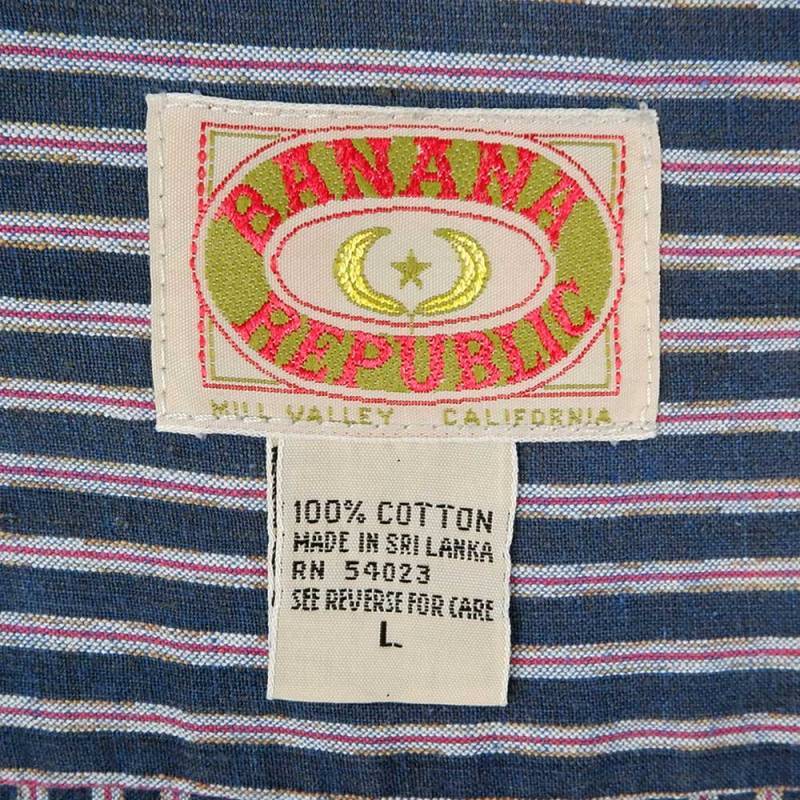 BANANA
REPUBLIC
MILL VALLEY CALIFORNIA
100% COTTON
MADE IN SRI LANKA
RN 54023
SEE REVERSE FOR CARE
L